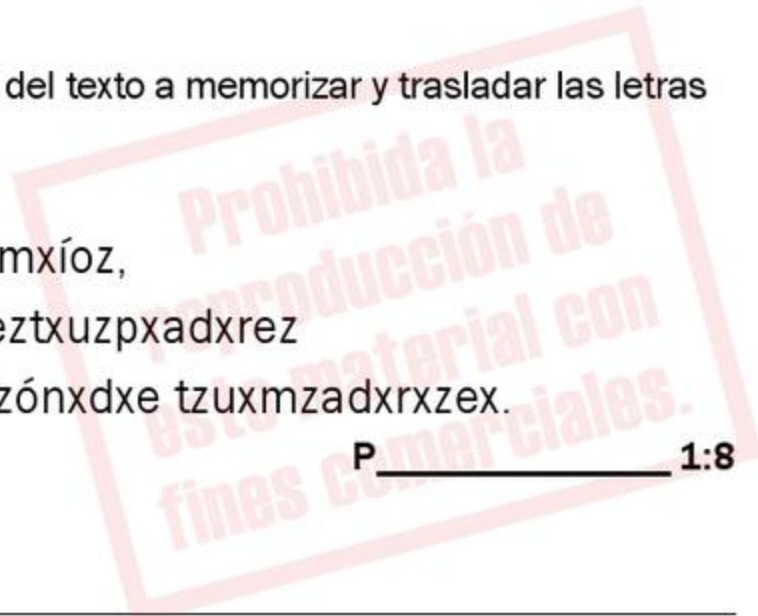 del texto a memorizar y trasladar las letras
mxíoz,
eztxuzpxadxrez
zónxdxe tzuxmzadxrxzex.
P____________ 1:8
Prohibida la
reproducción de
este material con
fines comerciales.